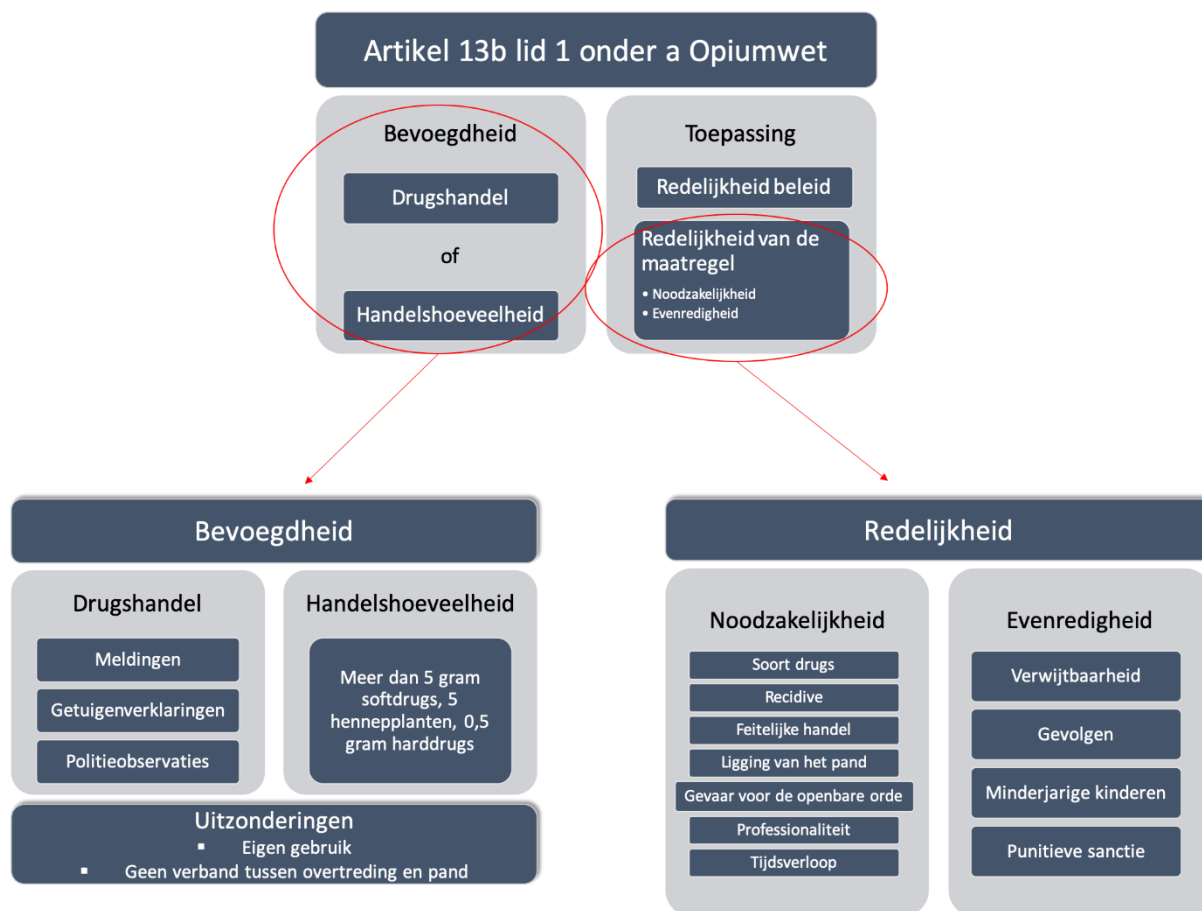 Artikel 13b lid 1 onder a Opiumwet
Bevoegdheid
Drugshandel
of
Handelshoeveelheid
Toepassing
Redelijkheid beleid
Redelijkheid van de
maatregel
• Noodzakelijkheid
• Evenredigheid
Bevoegdheid
Drugshandel
Meldingen
Getuigenverklaringen
Politieobservaties
Handelshoeveelheid
Meer dan 5 gram
softdrugs, 5
hennepplanten, 0,5
gram harddrugs
Uitzonderingen
▪ Eigen gebruik
▪ Geen verband tussen overtreding en pand
Redelijkheid
Noodzakelijkheid
Soort drugs
Recidive
Feitelijke handel
Ligging van het pand
Gevaar voor de openbare orde
Professionaliteit
Tijdsverloop
Evenredigheid
Verwijtbaarheid
Gevolgen
Minderjarige kinderen
Punitieve sanctie